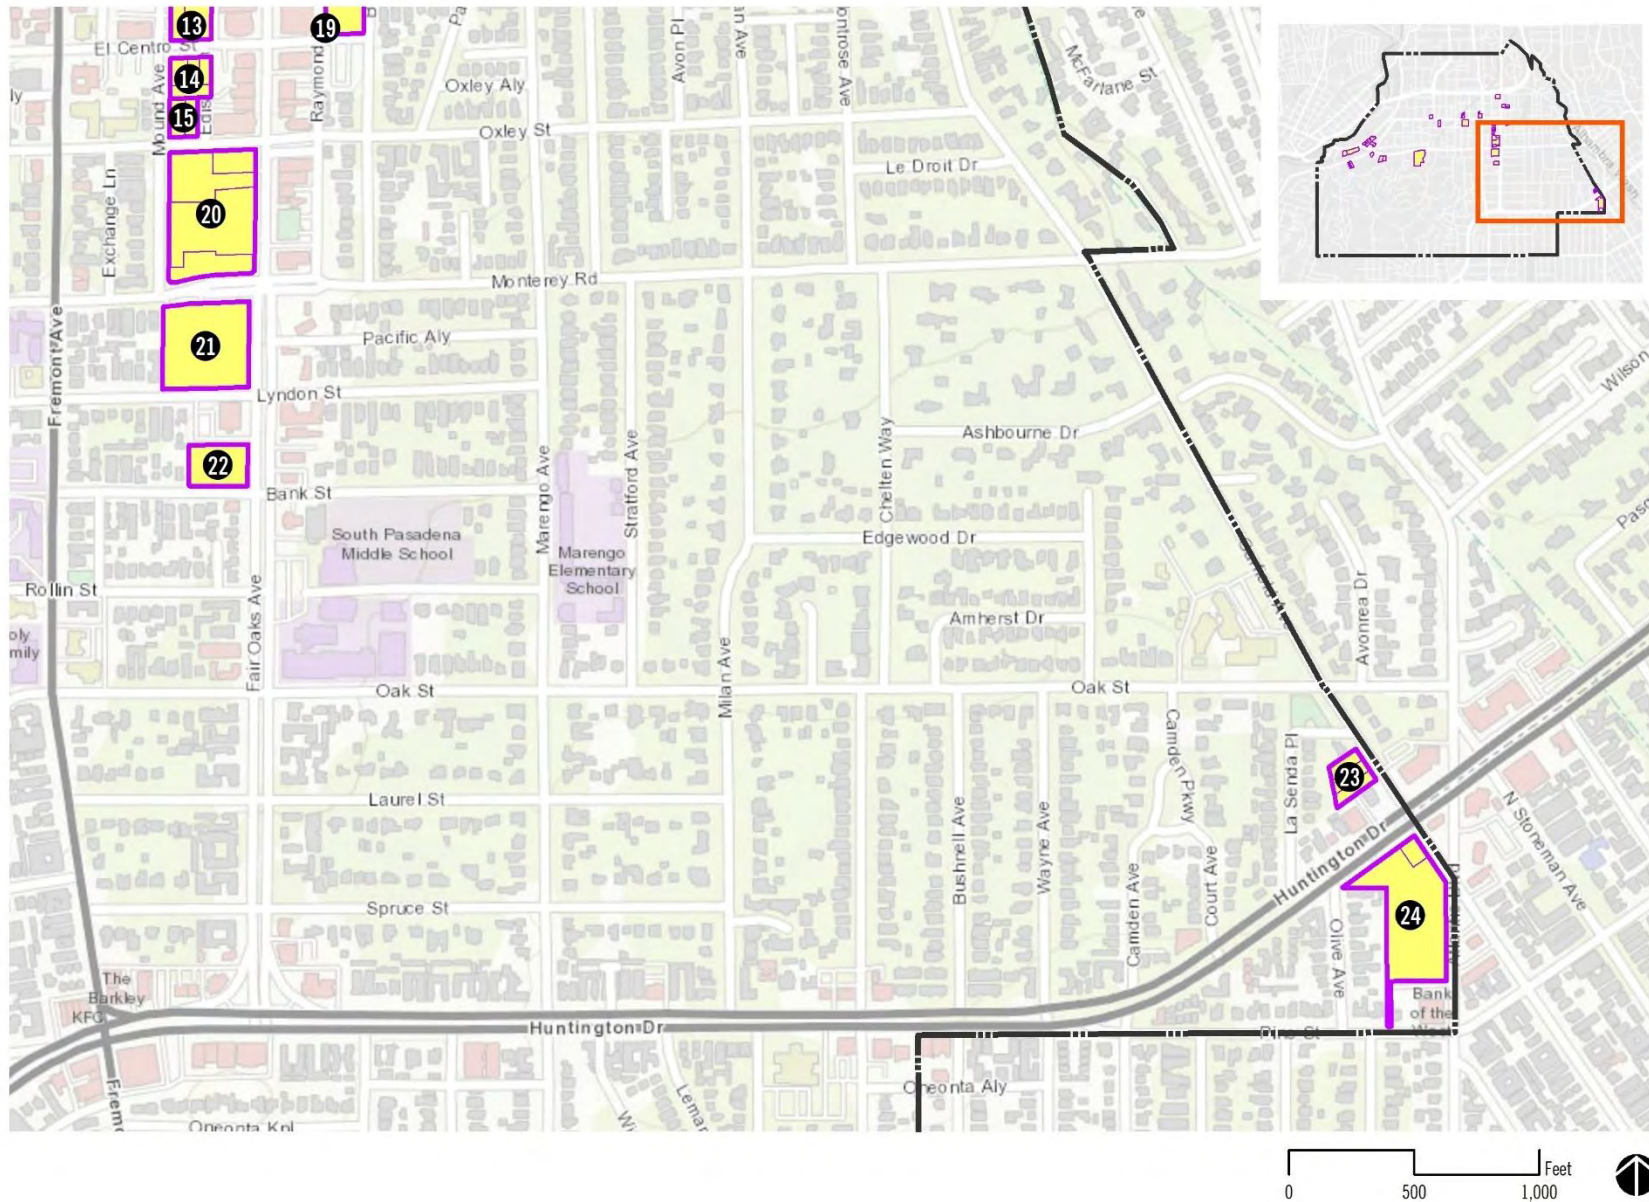 13
19
El Centro St
14
15
Mound Ave
Raymond
Oxley Aly
Oxley St
Avon Pl
McFarlane St
Le Droit Dr
Exchange Ln
20
Monterey Rd
Fremont Ave
21
Pacific Aly
Lyndon St
Ashbourne Dr
Chelten Way
22
Bank St
Marengo Ave
Stratford Ave
South Pasadena
Middle School
Marengo
Elementary
School
Edgewood Dr
Rollin St
Fair Oaks Ave
Amherst Dr
Avonrea Dr
Milan Ave
Oak St
Oak St
Camden Pkwy
La Senda Pl
23
Laurel St
Bushnell Ave
Wayne Ave
N Stoneman Ave
Huntington Dr
Camden Ave
Court Ave
Spruce St
Olive Ave
24
The
Barkley
KFC
Bank
of the
West
Huntington Dr
Pine St
Oneonta Aly
Oneonta Knl
Feet
0
500
1,000